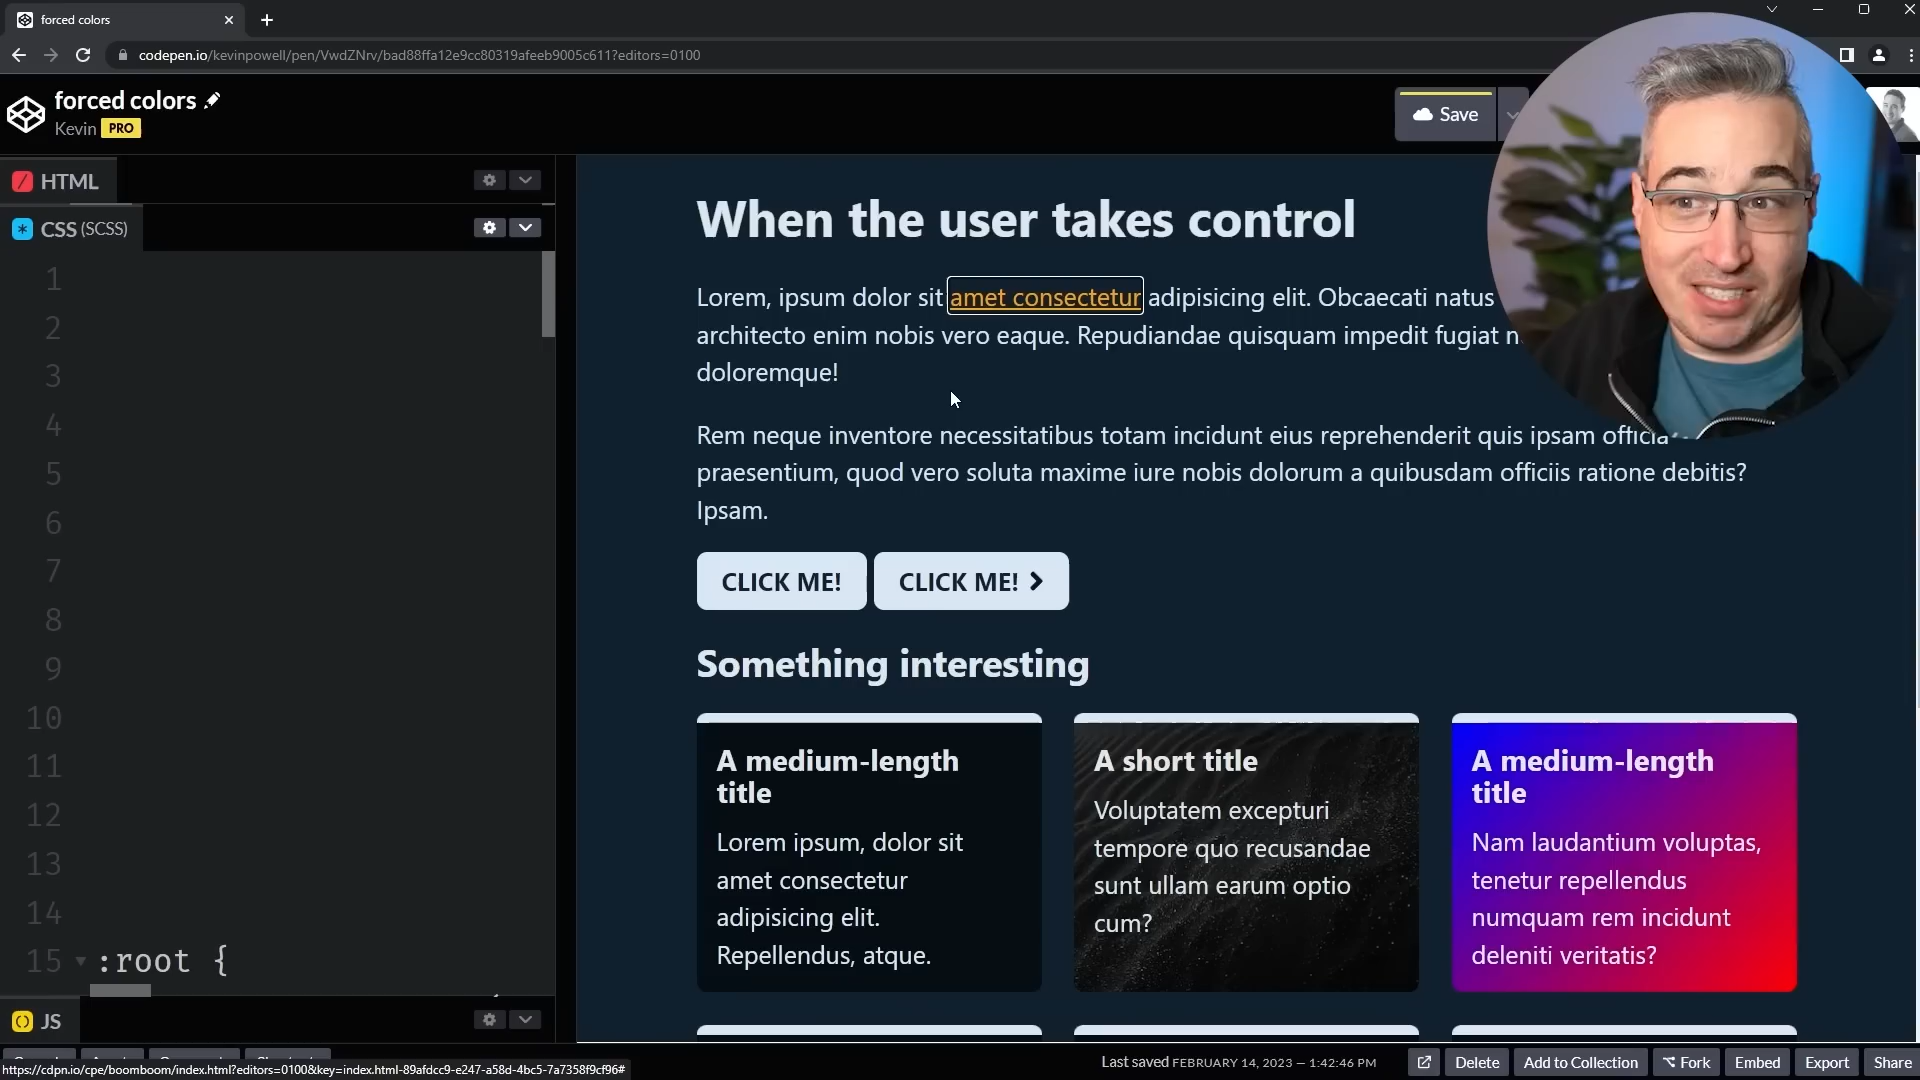 forced colors
codepen.io/kevinpowell/pen/VwdZNrv/bad88ffa12e9cc80319afeeb9005c611?editors=0100
forced colors
Kevin PRO
Save
HTML
CSS (SCSS)
1
2
3
4
5
6
7
8
9
10
11
12
13
14
15 :root {
JS
When the user takes control
Lorem, ipsum dolor sit amet consectetur adipisicing elit. Obcaecati natus
architecto enim nobis vero eaque. Repudiandae quisquam impedit fugiat
doloremque!
Rem neque inventore necessitatibus totam incidunt eius reprehenderit quis ipsam officia
praesentium, quod vero soluta maxime iure nobis dolorum a quibusdam officiis ratione debitis?
Ipsam.
CLICK ME! CLICK ME!
Something interesting
A medium-length
title
Lorem ipsum, dolor sit
amet consectetur
adipisicing elit.
Repellendus, atque.
A short title
Voluptatem excepturi
tempore quo recusandae
sunt ullam earum optio
cum?
A medium-length
title
Nam laudantium voluptas,
tenetur repellendus
numquam rem incidunt
deleniti veritatis?
https://cdpn.io/cpe/boomboom/index.html?editors=0100&key=index.html-89afdcc9-e247-a58d-4bc5-7a7358f9cf96#
Last saved FEBRUARY 14, 2023 — 1:42:46 PM
Delete
Add to Collection
Fork
Embed
Export
Share